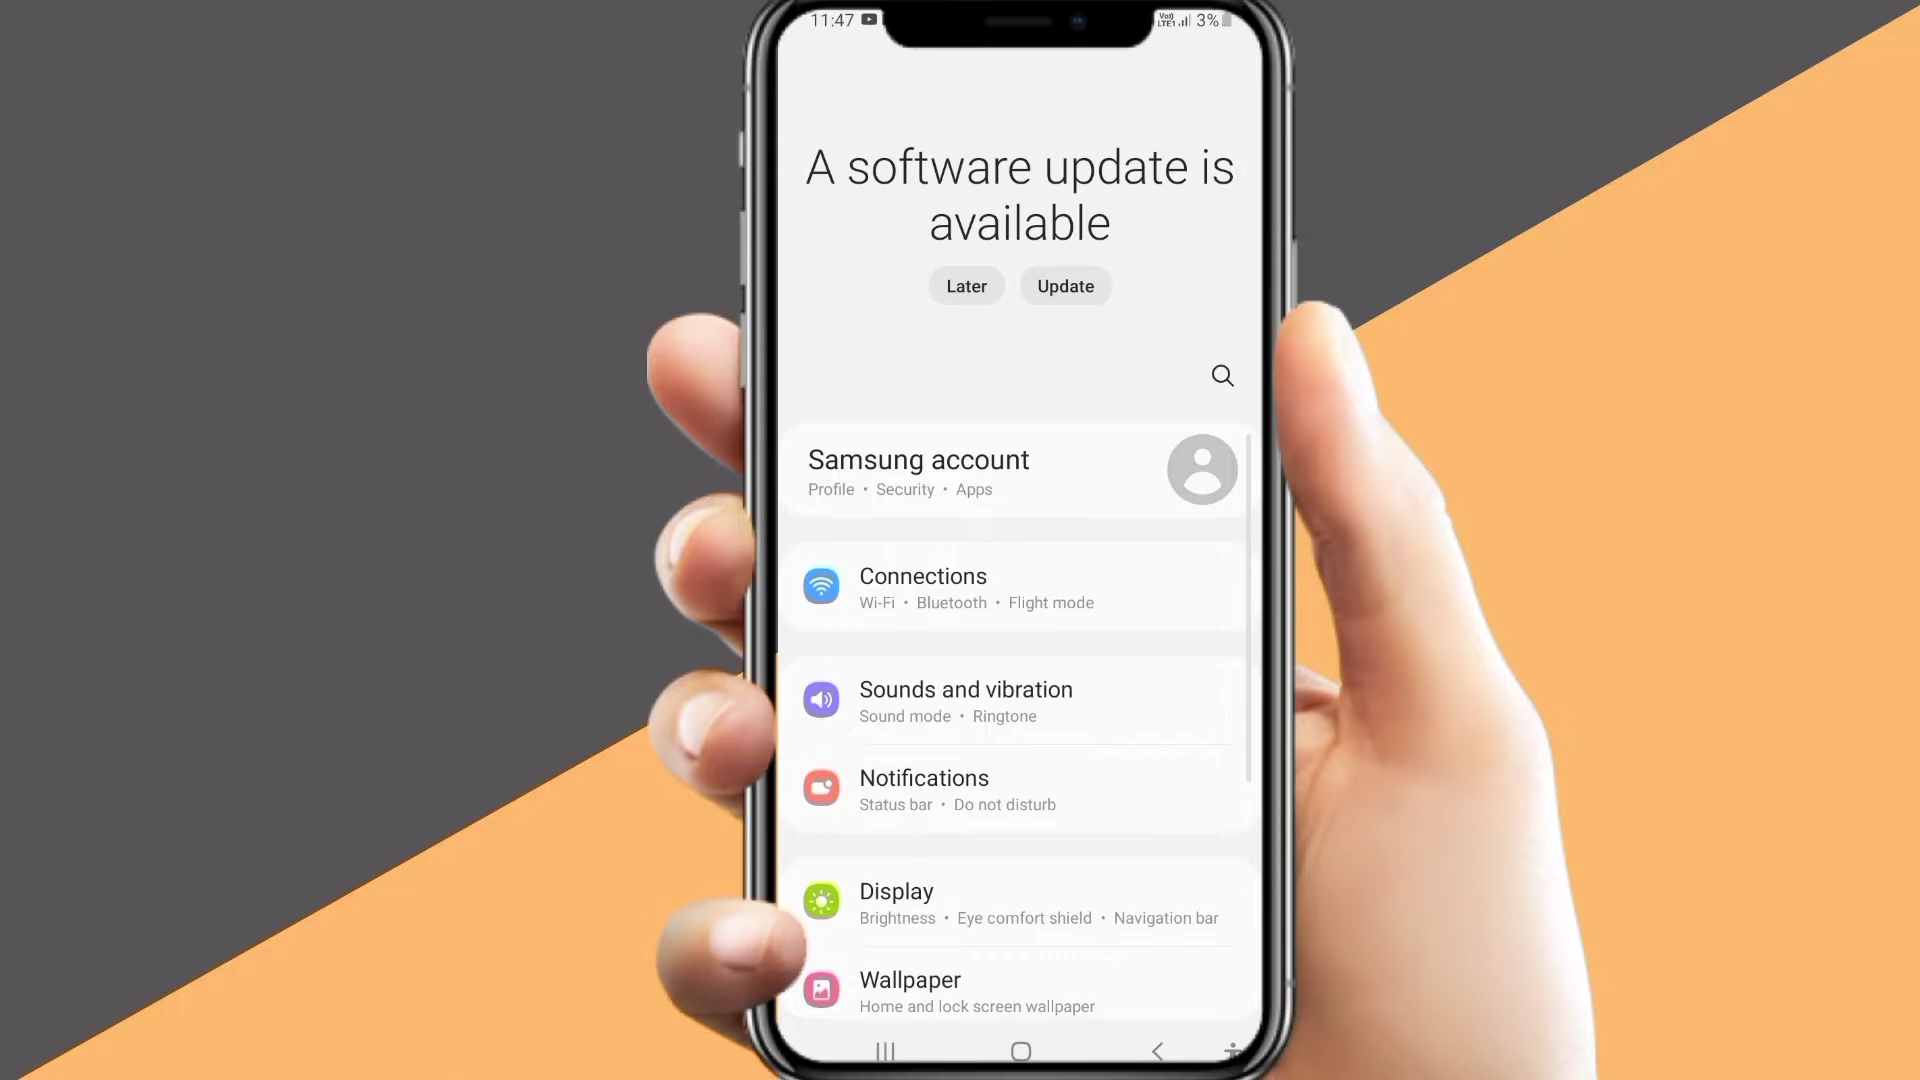 11:47
3%
A software update is
available
Later Update
Samsung account
Profile • Security • Apps
Connections
Wi-Fi • Bluetooth • Flight mode
Sounds and vibration
Sound mode • Ringtone
Notifications
Status bar • Do not disturb
Display
Brightness • Eye comfort shield • Navigation bar
Wallpaper
Home and lock screen wallpaper